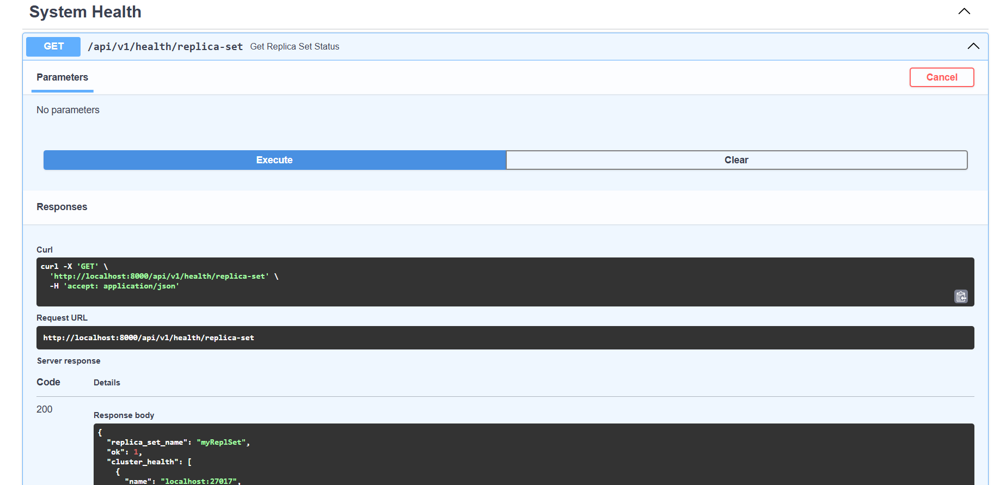 System Health
GET /api/v1/health/replica-set Get Replica Set Status
Parameters
Cancel
No parameters
Execute
Clear
Responses
Curl
curl -X 'GET' \
  'http://localhost:8000/api/v1/health/replica-set' \
  -H 'accept: application/json'
Request URL
http://localhost:8000/api/v1/health/replica-set
Server response
Code Details
200
Response body
{
  "replica_set_name": "myReplSet",
  "ok": 1,
  "cluster_health": [
    {
      "name": "localhost:27017",